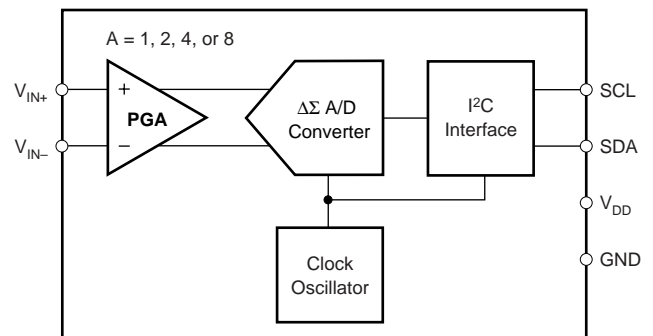 A = 1, 2, 4, or 8
V_IN+
V_IN–
+
PGA
–
ΔΣ A/D
Converter
I²C
Interface
SCL
SDA
V_DD
GND
Clock
Oscillator